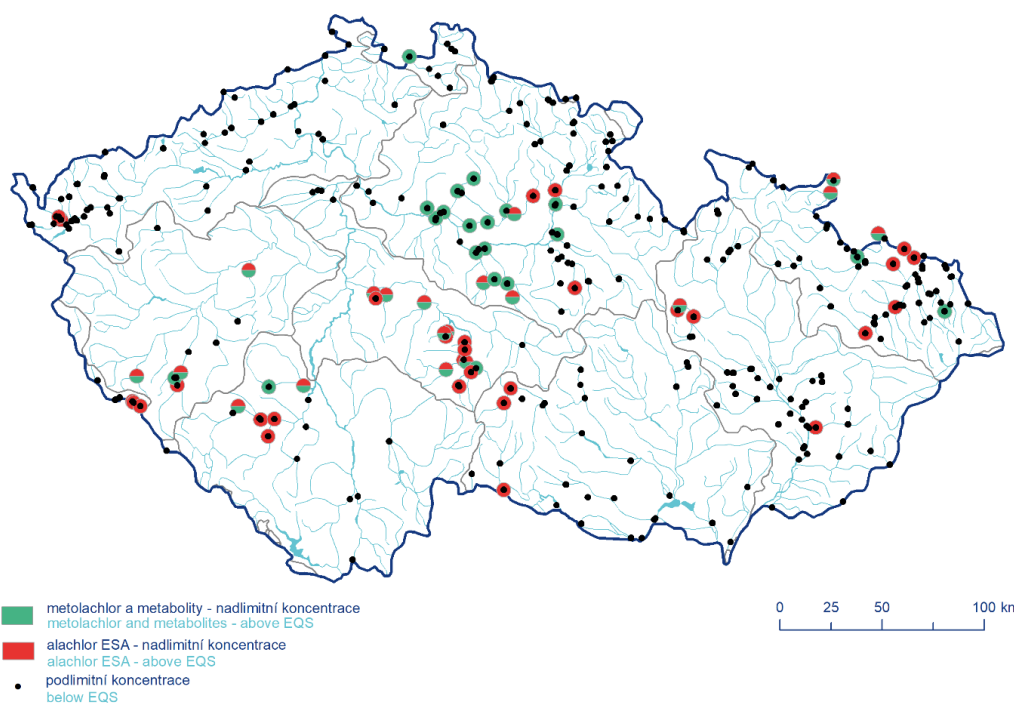 metolachlor a metabolity - nadlimitní koncentrace
metolachlor and metabolites - above EQS
alachlor ESA - nadlimitní koncentrace
alachlor ESA - above EQS
podlimitní koncentrace
below EQS
0 25 50 100 km